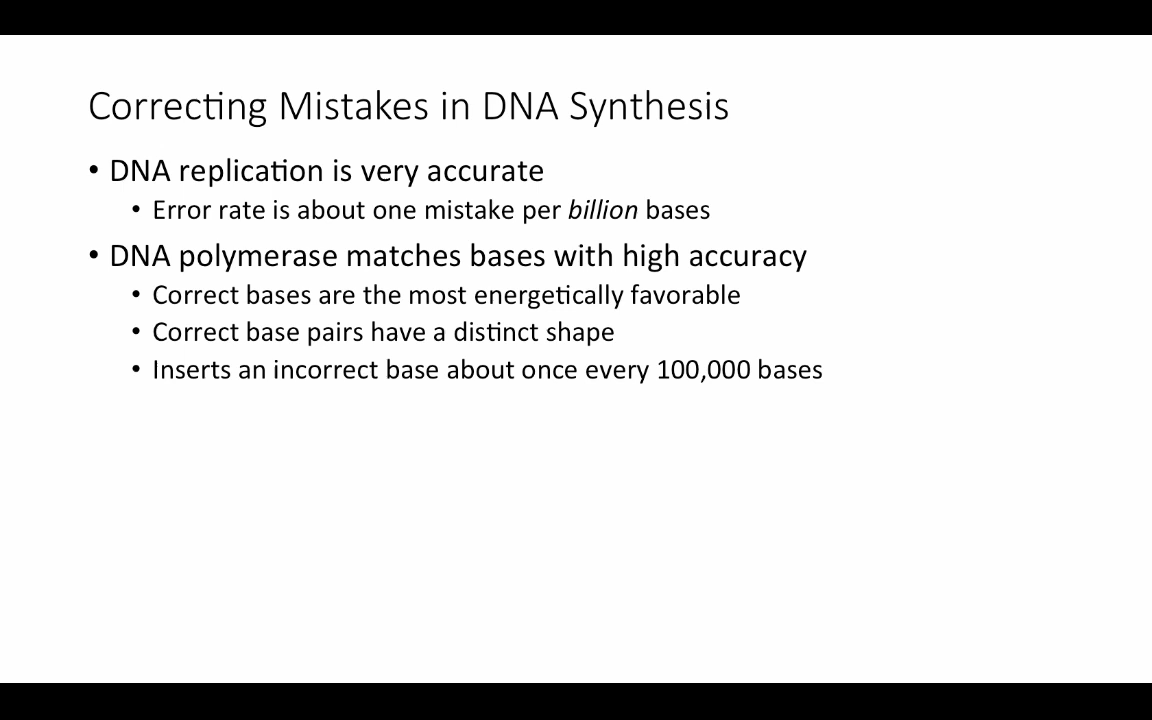 Correcting Mistakes in DNA Synthesis
• DNA replication is very accurate
• Error rate is about one mistake per billion bases
• DNA polymerase matches bases with high accuracy
• Correct bases are the most energetically favorable
• Correct base pairs have a distinct shape
• Inserts an incorrect base about once every 100,000 bases